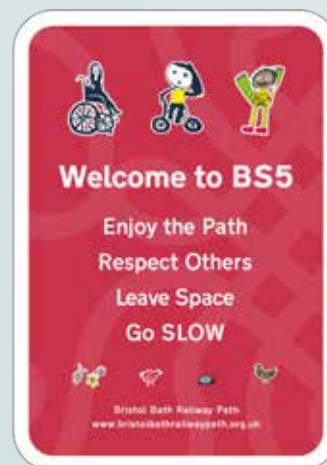 Welcome to BS5
Enjoy the Path
Respect Others
Leave Space
Go SLOW
Bristol Bath Railway Path
www.bristolbathrailwaypath.org.uk